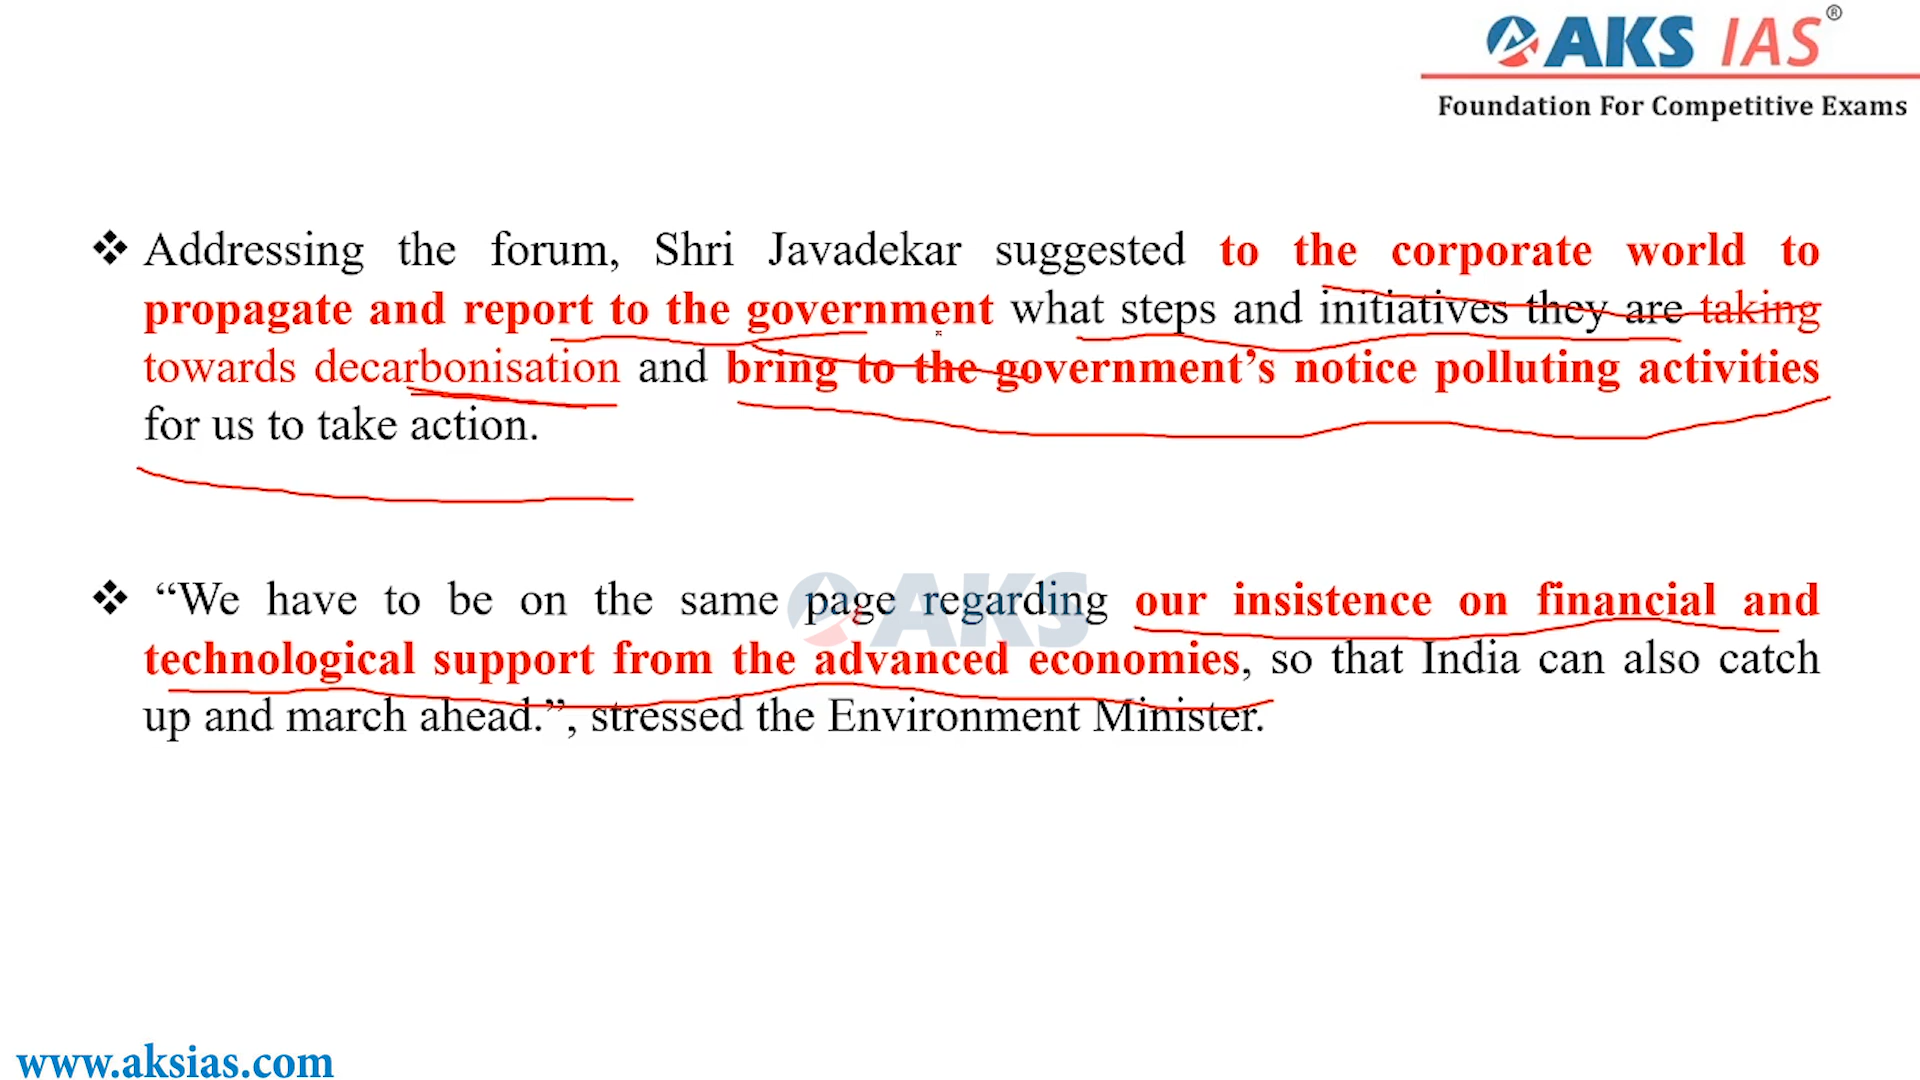 AKS IAS®
Foundation For Competitive Exams
❖ Addressing the forum, Shri Javadekar suggested to the corporate world to
propagate and report to the government what steps and initiatives they are taking
towards decarbonisation and bring to the government’s notice polluting activities
for us to take action.
❖ “We have to be on the same page regarding our insistence on financial and
technological support from the advanced economies, so that India can also catch
up and march ahead.”, stressed the Environment Minister.
AKS
www.aksias.com